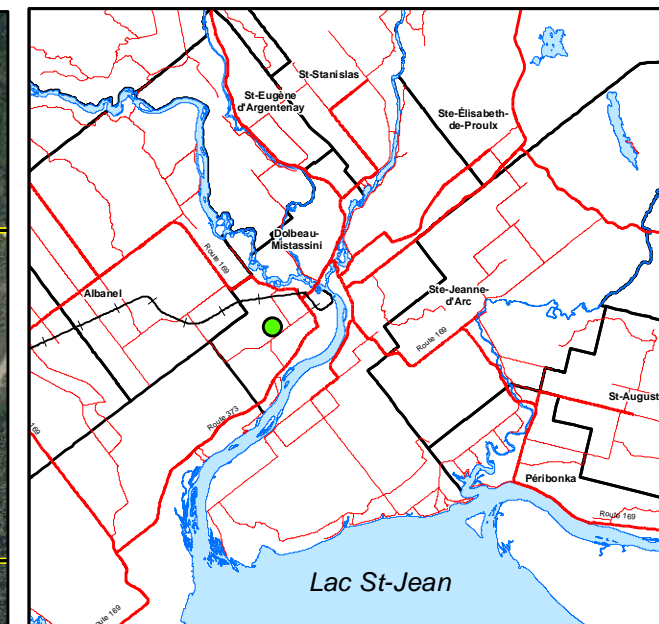 St-Stanislas
St-Eugène
d'Argentenay
Ste-Élisabeth-
de-Proulx
Dolbeau-
Mistassini
Route 169
Albanel
Ste-Jeanne-
d'Arc
Route 169
St-August
Route 373
169
Péribonka
Route 169
Lac St-Jean
Route 169